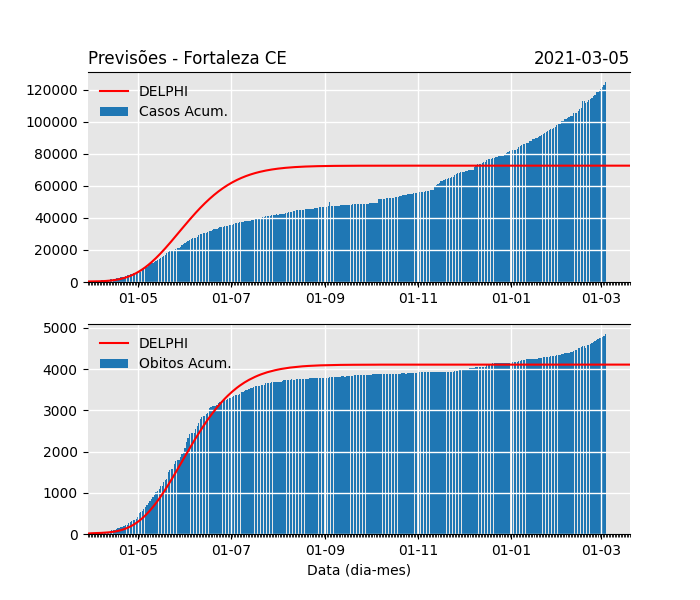 Previsões - Fortaleza CE 2021-03-05
DELPHI
Casos Acum.
120000
100000
80000
60000
40000
20000
0
01-05 01-07 01-09 01-11 01-01 01-03
DELPHI
Obitos Acum.
5000
4000
3000
2000
1000
0
01-05 01-07 01-09 01-11 01-01 01-03
Data (dia-mes)